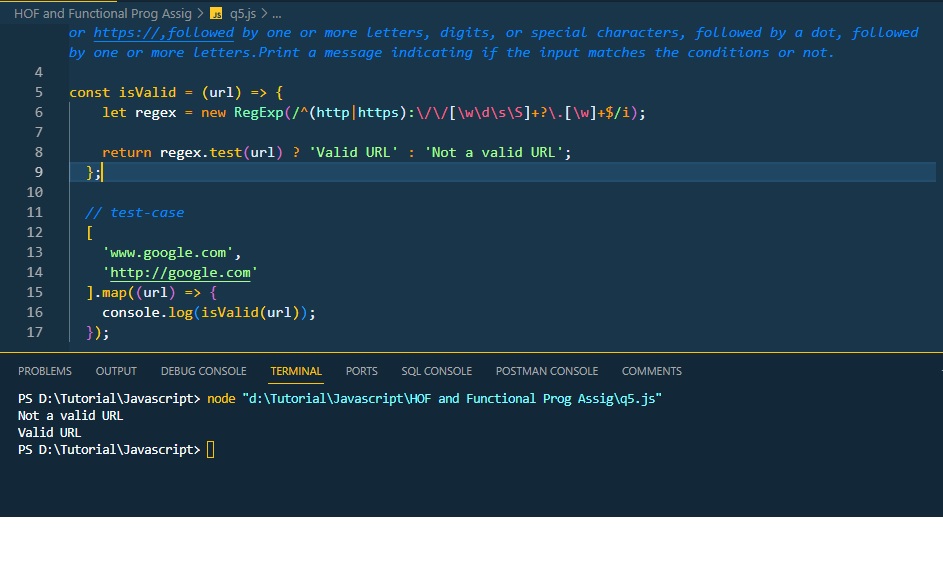 HOF and Functional Prog Assig > JS q5.js > ...
or https://,followed by one or more letters, digits, or special characters, followed by a dot, followed
by one or more letters.Print a message indicating if the input matches the conditions or not.
4
5 const isValid = (url) => {
6 let regex = new RegExp(/^(http|https):\/\/[\w\d\s\S]+?\.[\w]+$/i);
7
8 return regex.test(url) ? 'Valid URL' : 'Not a valid URL';
9 };
10
11 // test-case
12 [
13 'www.google.com',
14 'http://google.com'
15 ].map((url) => {
16 console.log(isValid(url));
17 });
PROBLEMS OUTPUT DEBUG CONSOLE TERMINAL PORTS SQL CONSOLE POSTMAN CONSOLE COMMENTS
PS D:\Tutorial\Javascript> node "d:\Tutorial\Javascript\HOF and Functional Prog Assig\q5.js"
Not a valid URL
Valid URL
PS D:\Tutorial\Javascript>